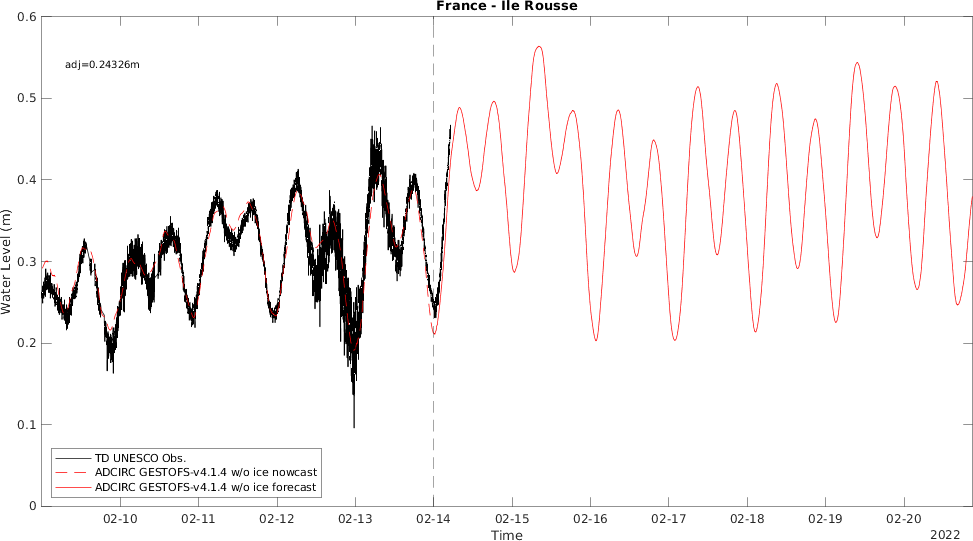 France - Ile Rousse
adj=0.24326m
Water Level (m)
0.6
0.5
0.4
0.3
0.2
0.1
0
TD UNESCO Obs.
ADCIRC GESTOFS-v4.1.4 w/o ice nowcast
ADCIRC GESTOFS-v4.1.4 w/o ice forecast
02-10 02-11 02-12 02-13 02-14 02-15 02-16 02-17 02-18 02-19 02-20
Time
2022